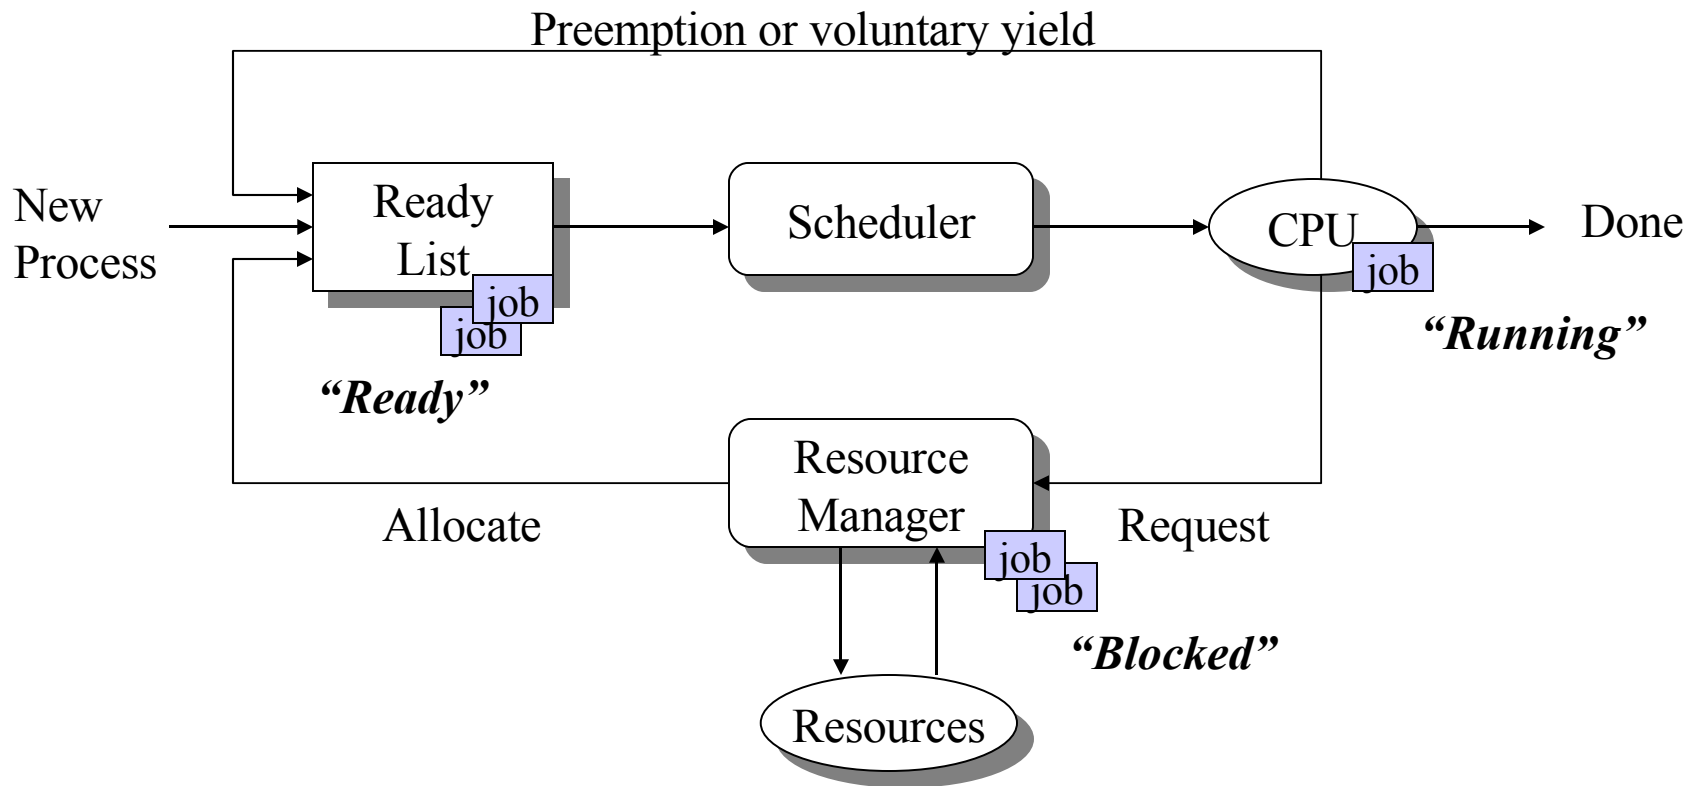 Preemption or voluntary yield
New
Process
Ready
List
job
job
“Ready”
Scheduler
CPU
job
“Running”
Done
Resource
Manager
job
job
“Blocked”
Allocate
Request
Resources